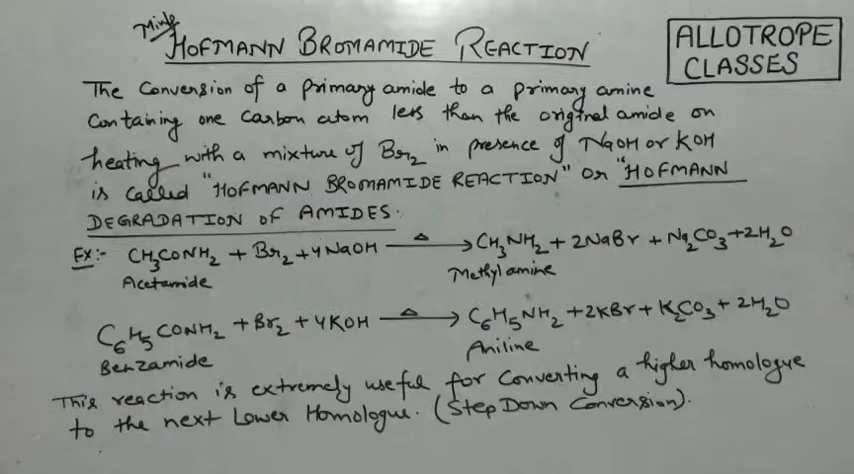 Mimp
HOFMANN BROMAMIDE REACTION
ALLOTROPE
CLASSES
The Conversion of a primary amide to a primary amine
Containing one Carbon atom less than the original amide on
heating with a mixture of Br₂ in presence of NaOH or KOH
is called "HOFMANN BROMAMIDE REACTION" or "HOFMANN
DEGRADATION of AMIDES.
Ex:- CH₃CONH₂ + Br₂ + 4NaOH —Δ→ CH₃NH₂ + 2NaBr + Na₂CO₃ + 2H₂O
Acetamide Methylamine
C₆H₅CONH₂ + Br₂ + 4KOH —Δ→ C₆H₅NH₂ + 2KBr + K₂CO₃ + 2H₂O
Benzamide Aniline
This reaction is extremely useful for Converting a higher homologue
to the next Lower Homologue. (Step Down Conversion).